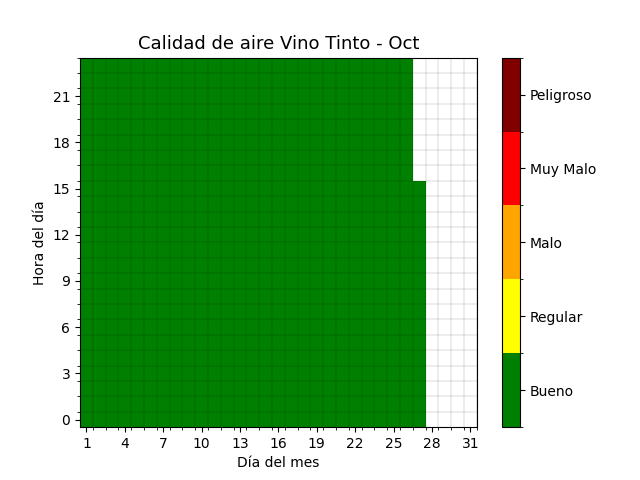 Calidad de aire Vino Tinto - Oct
Hora del día
21
18
15
12
9
6
3
0
1 4 7 10 13 16 19 22 25 28 31
Día del mes
Peligroso
Muy Malo
Malo
Regular
Bueno